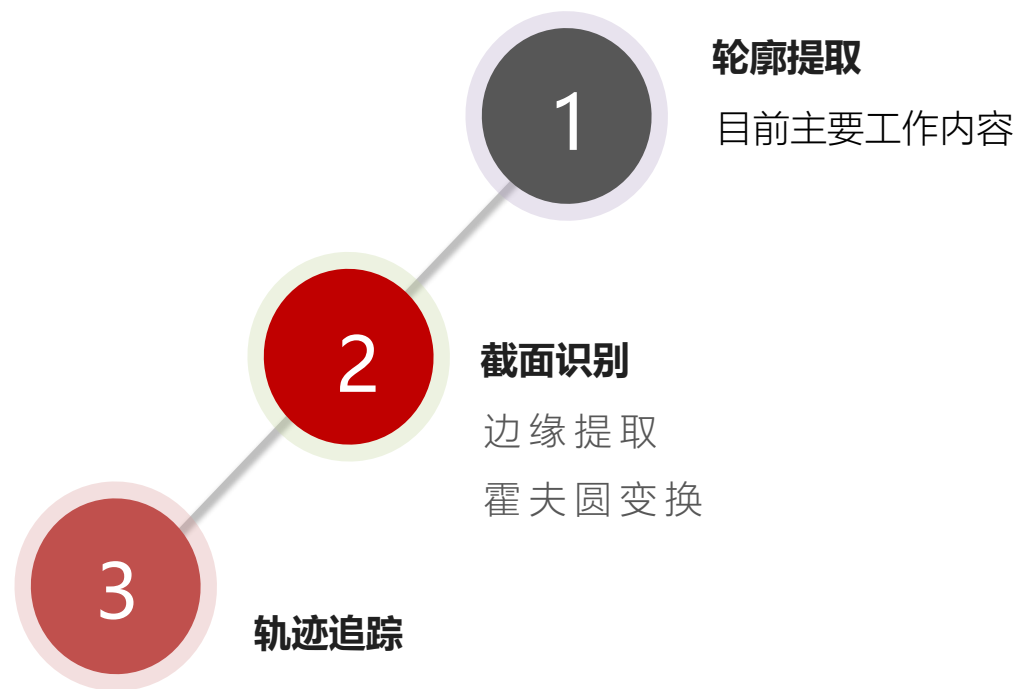 1
轮廓提取
目前主要工作内容
2
截面识别
边缘提取
霍夫圆变换
3
轨迹追踪